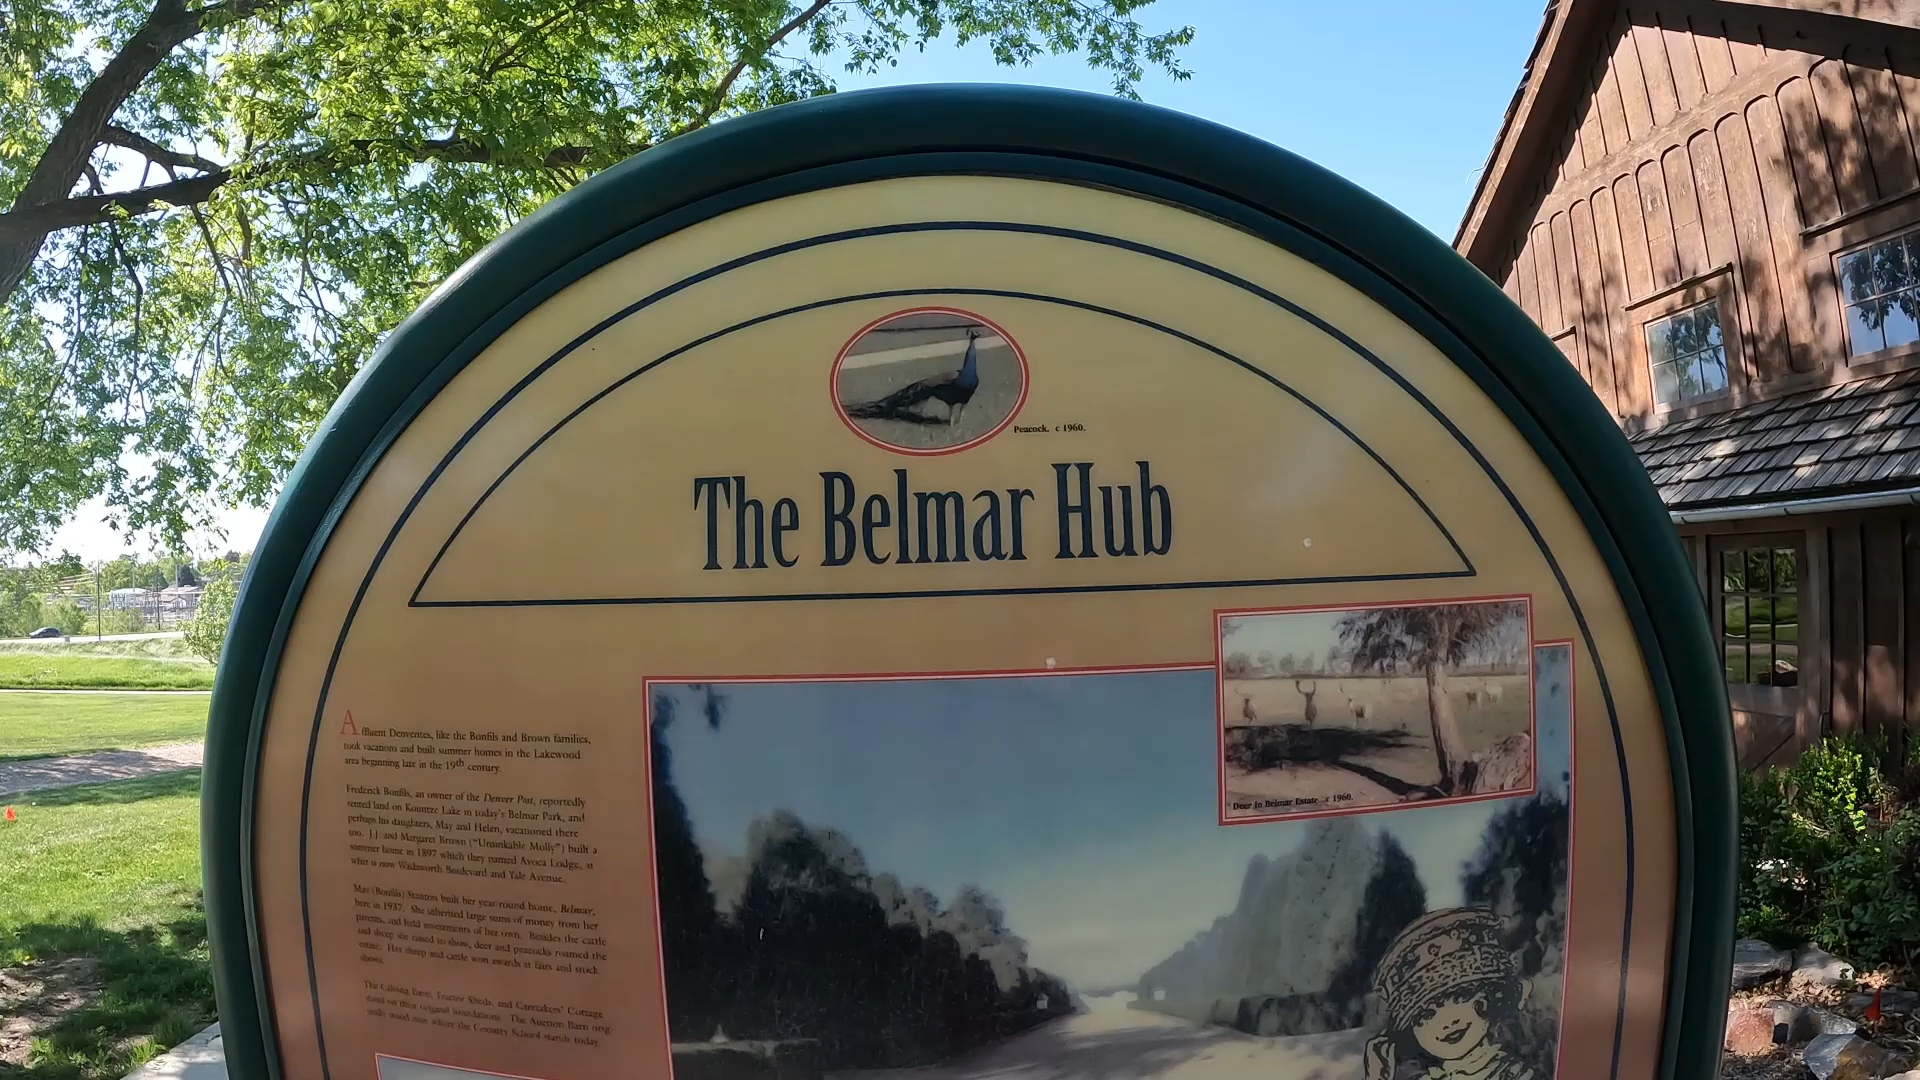 Peacock. c 1960.
The Belmar Hub
Affluent Denverites, like the Bonfils and Brown families,
took vacations and built summer homes in the Lakewood
area beginning late in the 19th century.
Frederick Bonfils, an owner of the Denver Post, reportedly
rented land on Kountze Lake in today's Belmar Park, and
perhaps his daughters, May and Helen, vacationed there
too. J.J. and Margaret Brown ("Unsinkable Molly") built a
summer home in 1897 which they named Avoca Lodge, at
what is now Wadsworth Boulevard and Yale Avenue.
May (Bonfils) Stanton built her year-round home, Belmar,
here in 1937. She inherited large sums of money from her
parents, and held investments of her own. Besides the cattle
and sheep she raised to show, deer and peacocks roamed the
estate. Her sheep and cattle won awards at fairs and stock
shows.
The Calving Barn, Tractor Sheds, and Caretakers' Cottage
stand on their original foundations. The Auction Barn orig-
inally stood near where the Country School stands today.
Deer in Belmar Estate c 1960.